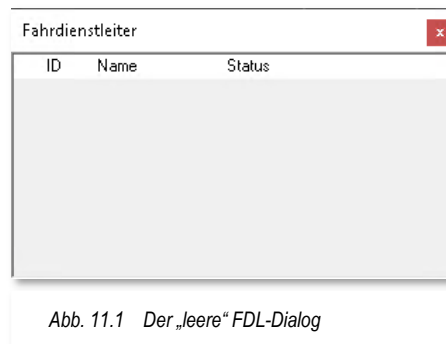 Fahrdienstleiter x
ID Name Status
Abb. 11.1 Der „leere“ FDL-Dialog